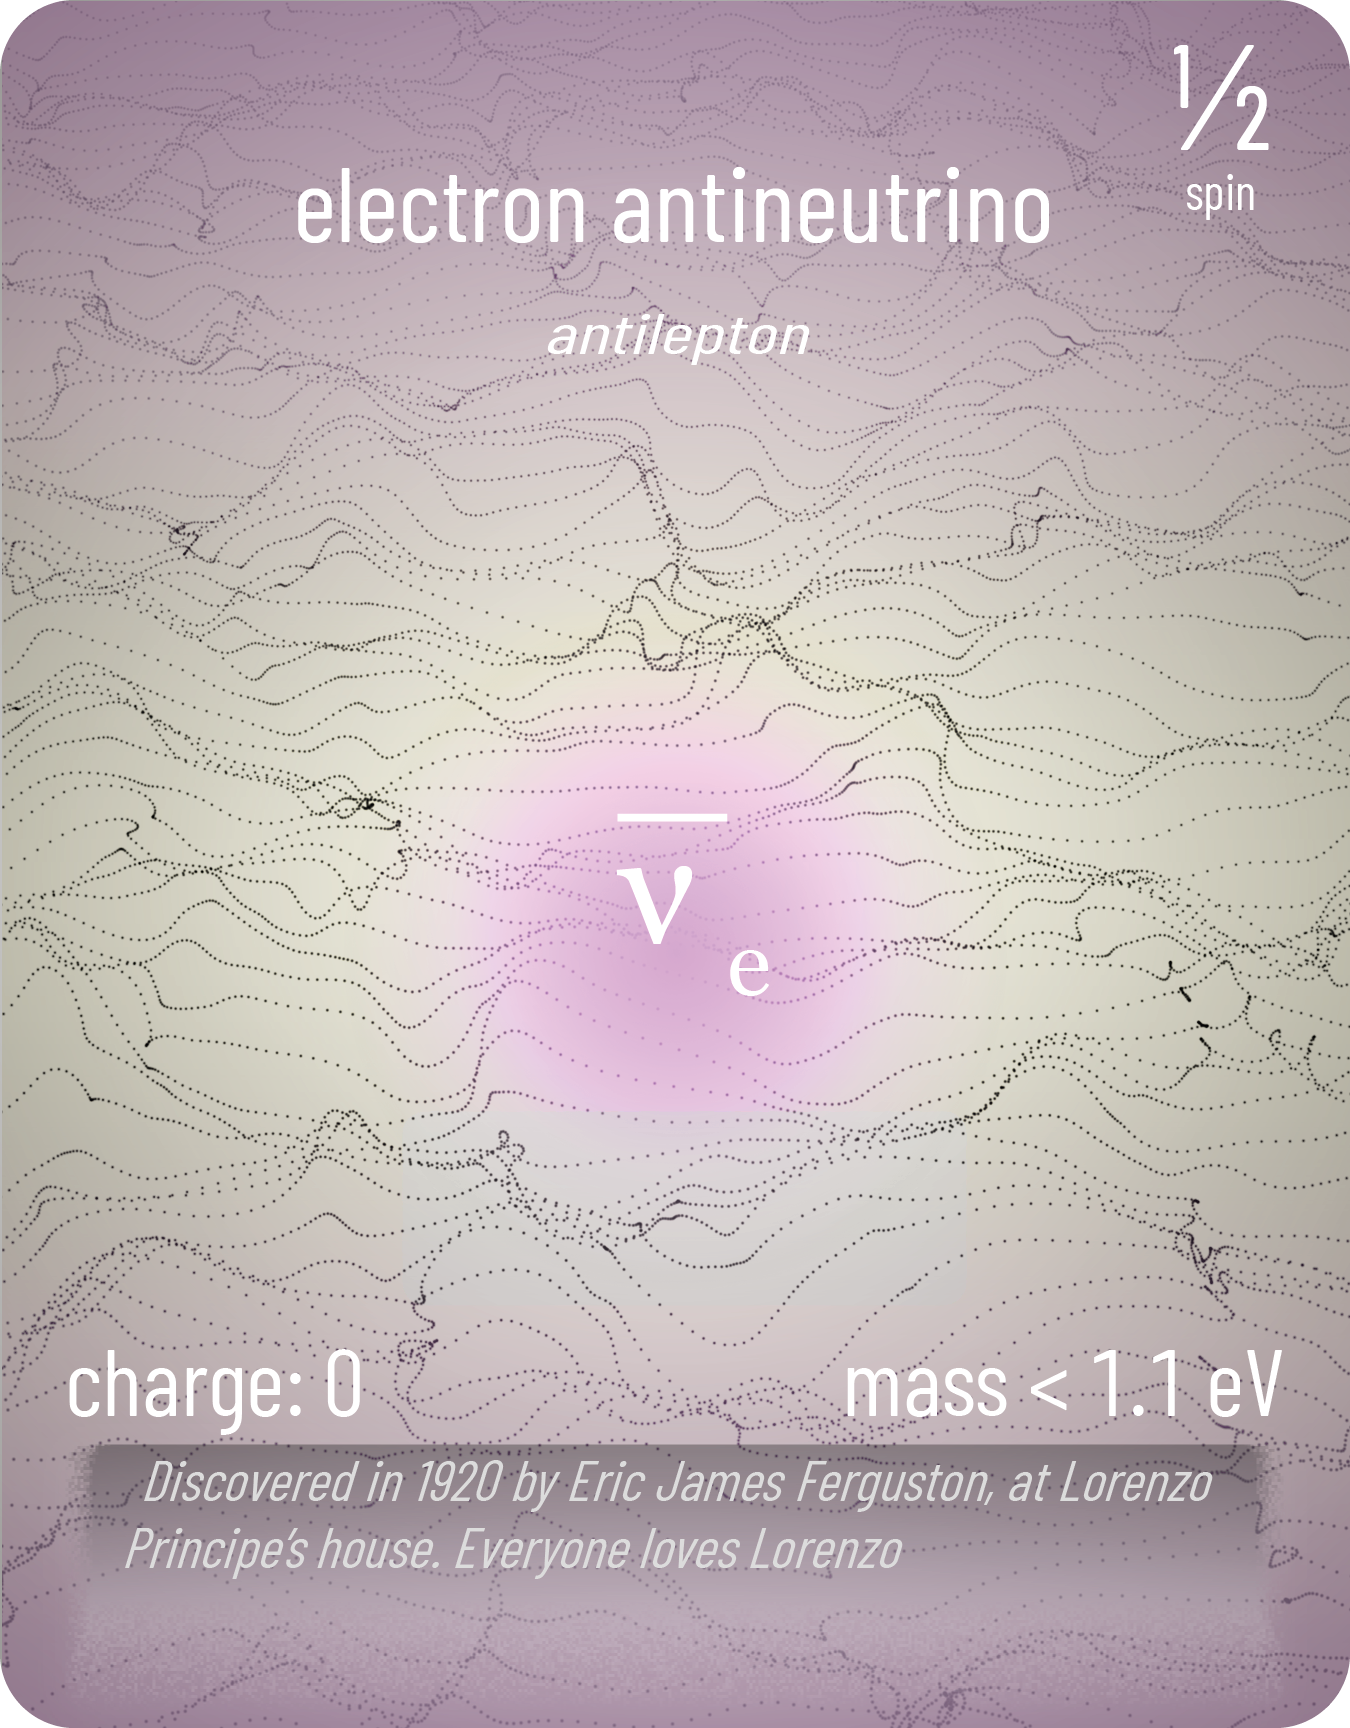 ½
spin
electron antineutrino
antilepton
ν̅e
charge: 0
mass < 1.1 eV
Discovered in 1920 by Eric James Ferguston, at Lorenzo
Principe's house. Everyone loves Lorenzo